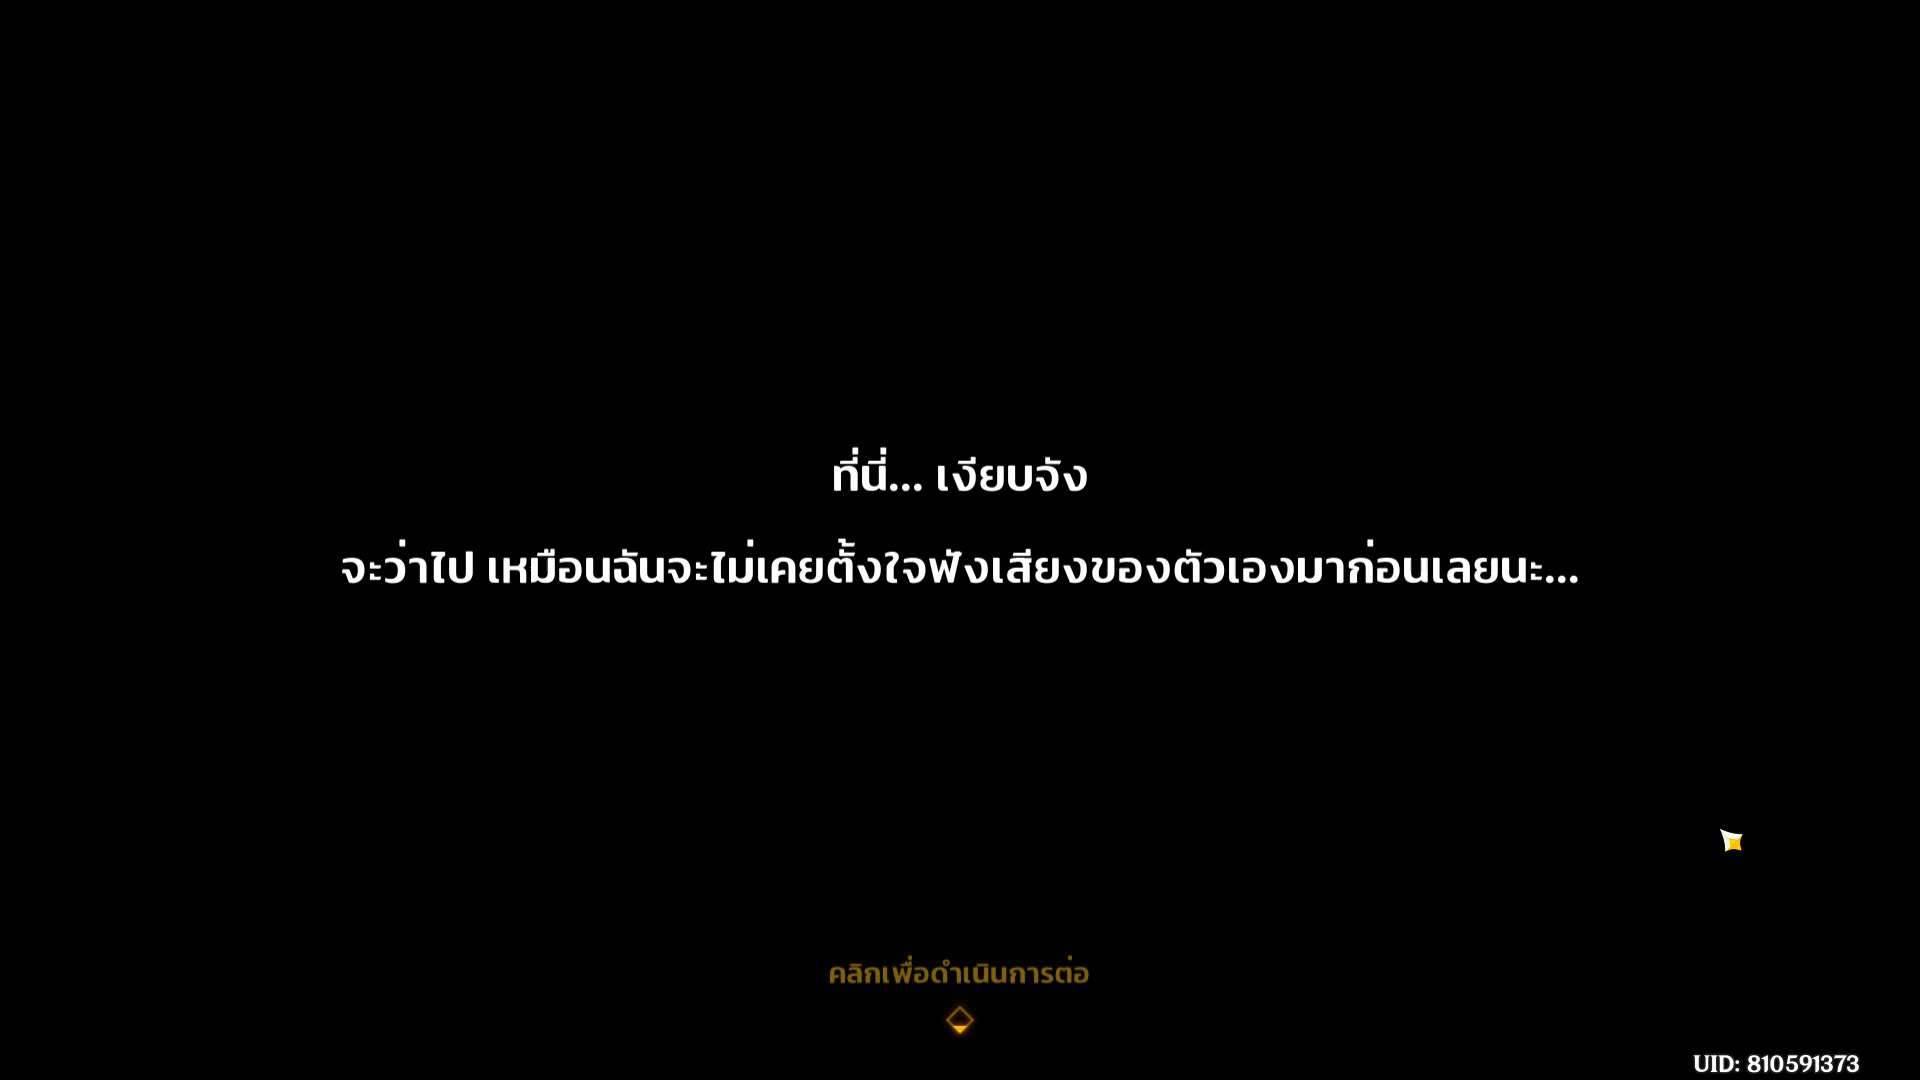 ที่นี่... เงียบจัง
จะว่าไป เหมือนฉันจะไม่เคยตั้งใจฟังเสียงของตัวเองมาก่อนเลยนะ...
คลิกเพื่อดำเนินการต่อ
UID: 810591373